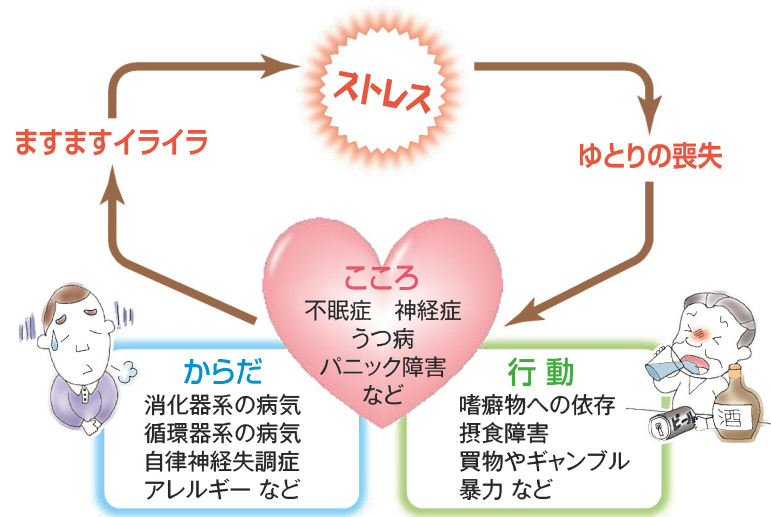 ストレス
ますますイライラ
ゆとりの喪失
こころ
不眠症　神経症
うつ病
パニック障害
など
からだ
消化器系の病気
循環器系の病気
自律神経失調症
アレルギー など
行 動
嗜癖物への依存
摂食障害
買物やギャンブル
暴力 など
ビール
酒